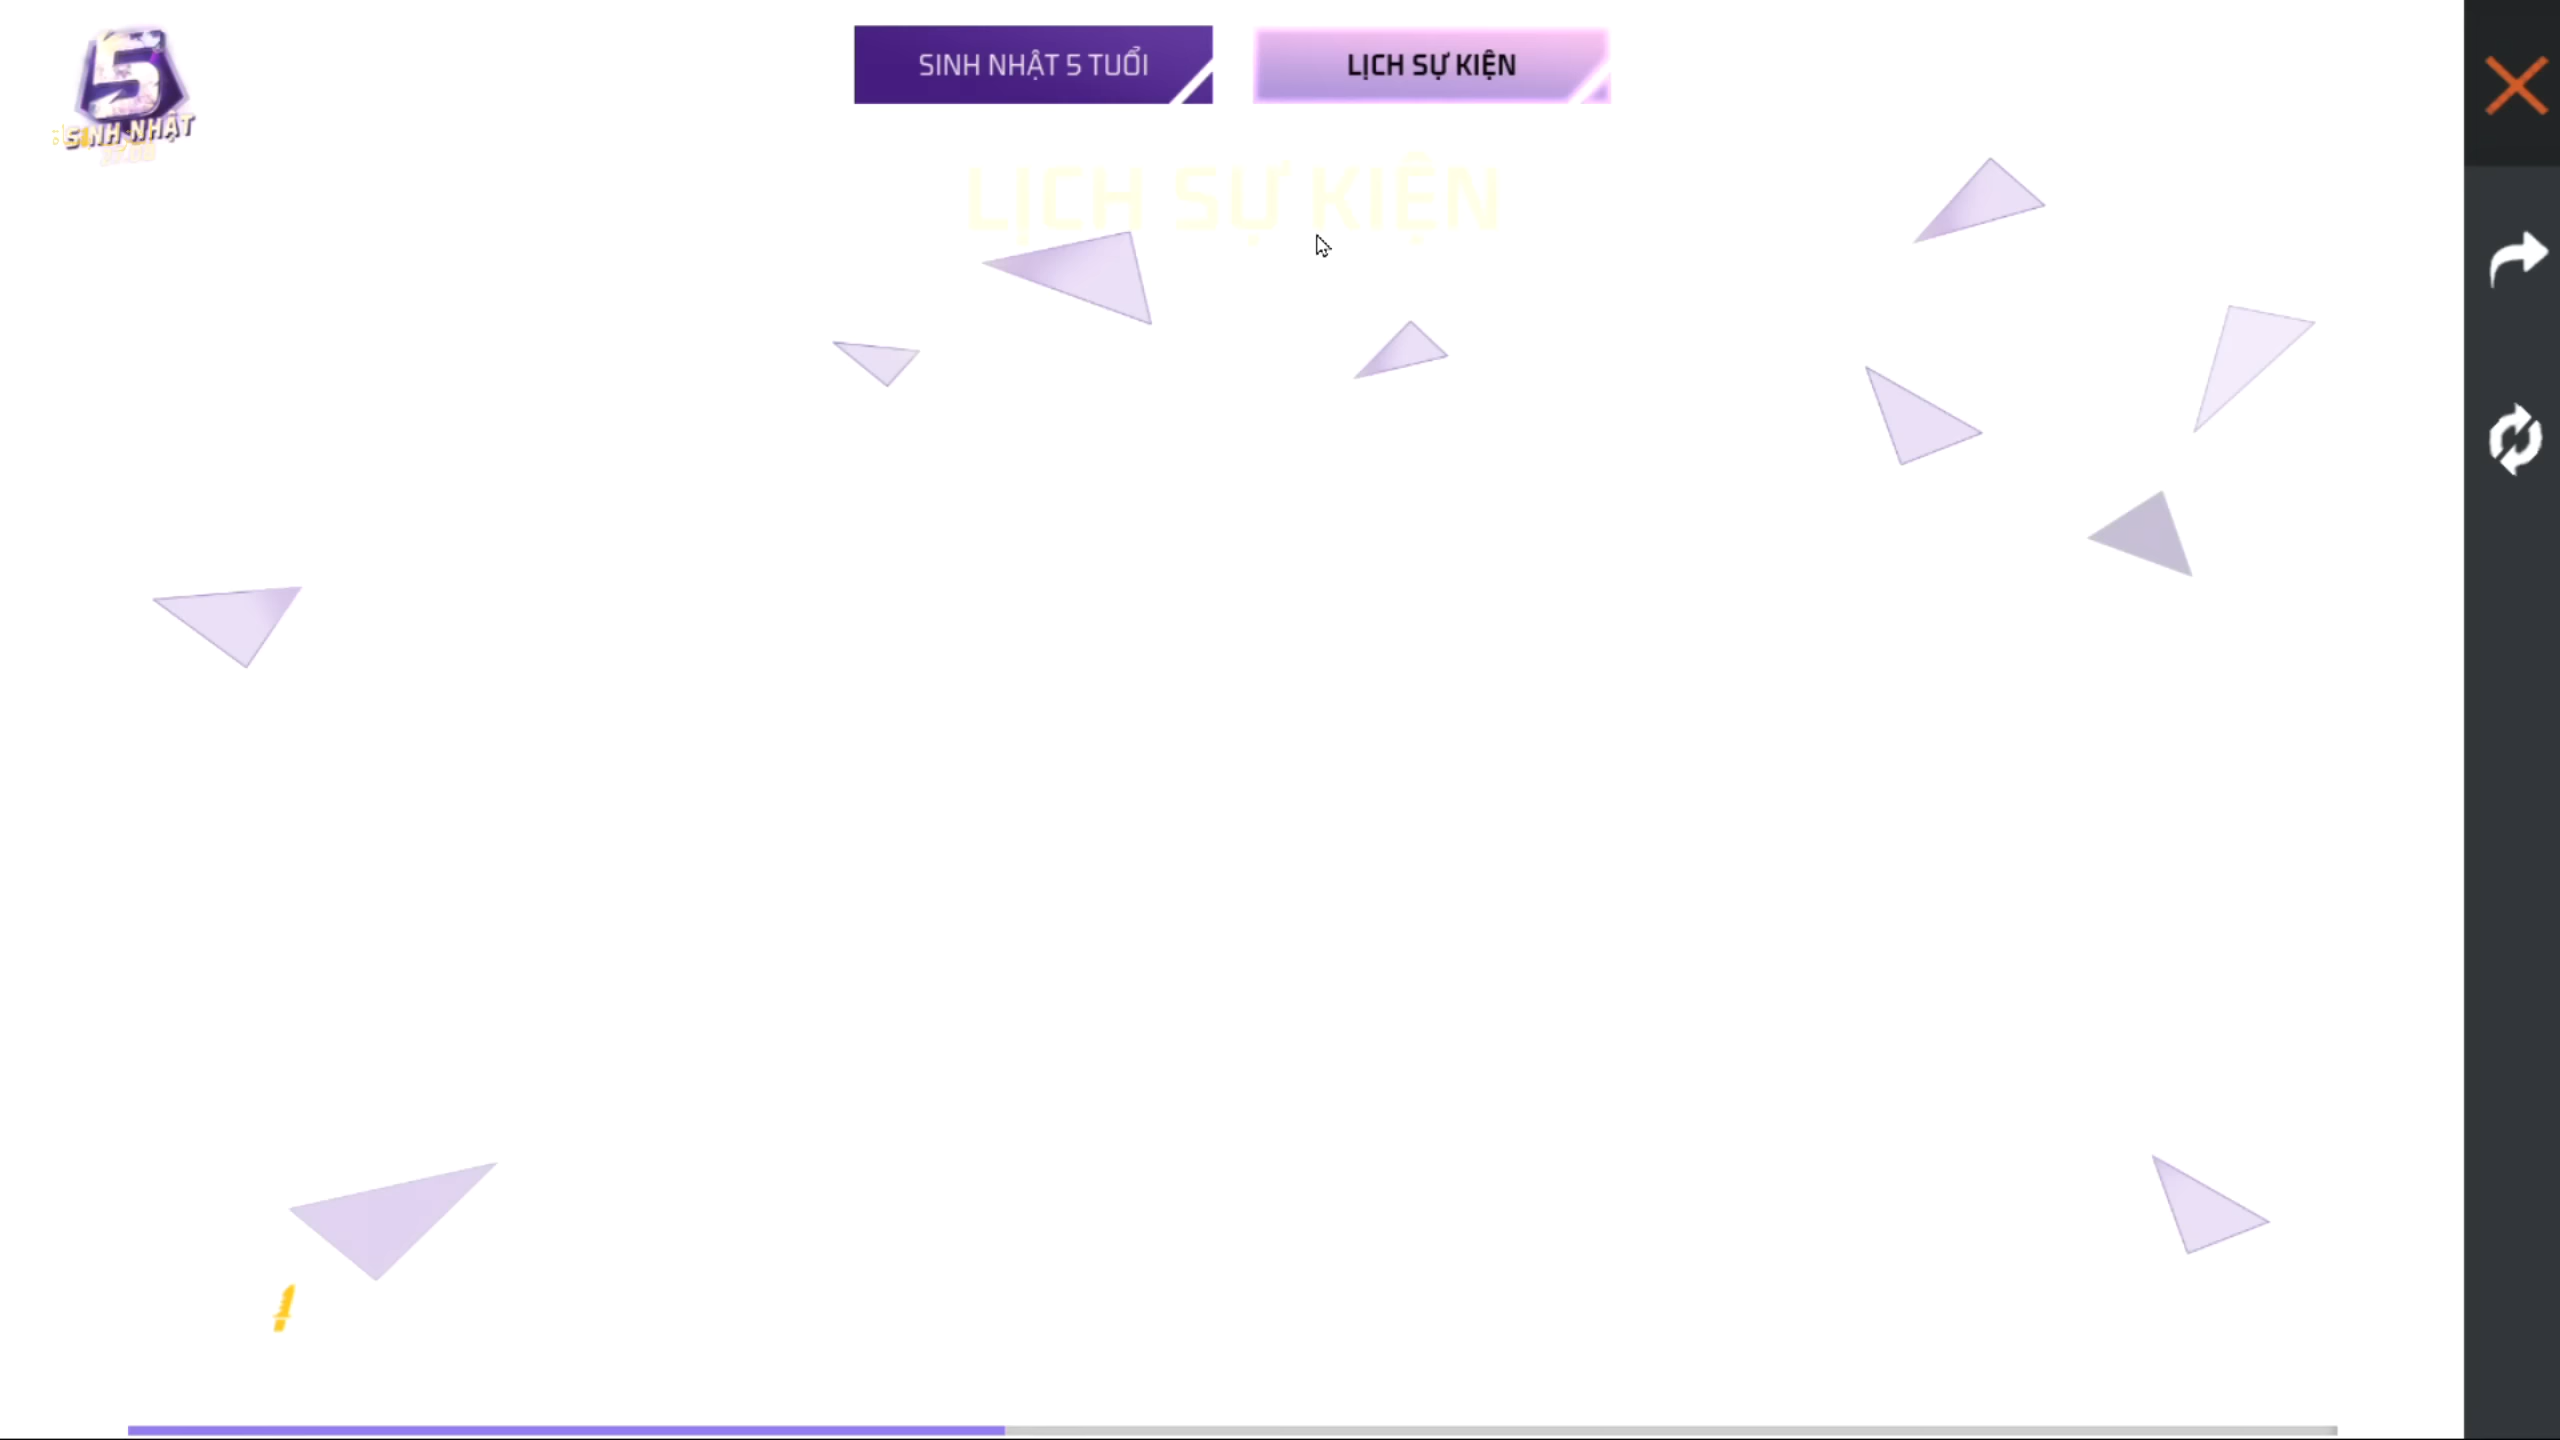 5
SINH NHẬT
SINH NHẬT 5 TUỔI
LỊCH SỰ KIỆN
LỊCH SỰ KIỆN